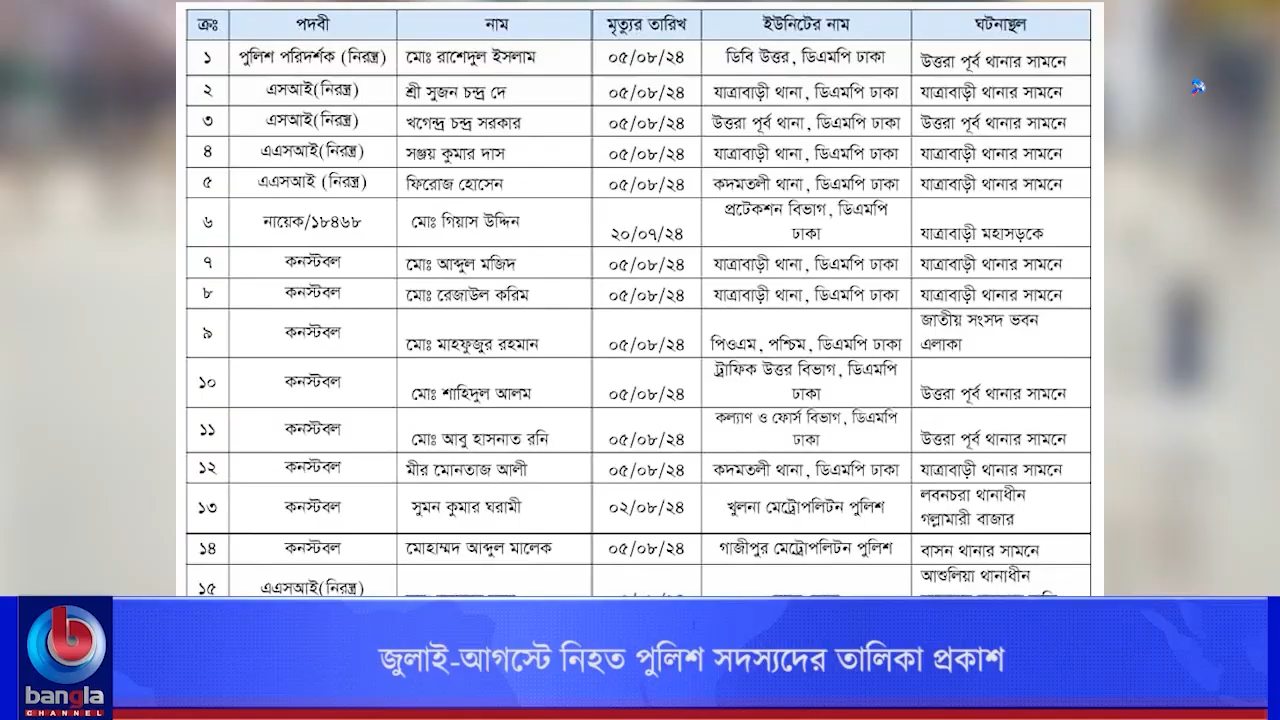 ক্রঃ পদবী নাম মৃত্যুর তারিখ ইউনিটের নাম ঘটনাস্থল
১ পুলিশ পরিদর্শক (নিরস্ত্র) মোঃ রাশেদুল ইসলাম ০৫/০৮/২৪ ডিবি উত্তর, ডিএমপি ঢাকা উত্তরা পূর্ব থানার সামনে
২ এসআই(নিরস্ত্র) শ্রী সুজন চন্দ্র দে ০৫/০৮/২৪ যাত্রাবাড়ী থানা, ডিএমপি ঢাকা যাত্রাবাড়ী থানার সামনে
৩ এসআই(নিরস্ত্র) খগেন্দ্র চন্দ্র সরকার ০৫/০৮/২৪ উত্তরা পূর্ব থানা, ডিএমপি ঢাকা উত্তরা পূর্ব থানার সামনে
৪ এএসআই(নিরস্ত্র) সঞ্জয় কুমার দাস ০৫/০৮/২৪ যাত্রাবাড়ী থানা, ডিএমপি ঢাকা যাত্রাবাড়ী থানার সামনে
৫ এএসআই (নিরস্ত্র) ফিরোজ হোসেন ০৫/০৮/২৪ কদমতলী থানা, ডিএমপি ঢাকা যাত্রাবাড়ী থানার সামনে
৬ নায়েক/১৮৪৬৮ মোঃ গিয়াস উদ্দিন ২০/০৭/২৪ প্রটেকশন বিভাগ, ডিএমপি
ঢাকা যাত্রাবাড়ী মহাসড়কে
৭ কনস্টবল মোঃ আব্দুল মজিদ ০৫/০৮/২৪ যাত্রাবাড়ী থানা, ডিএমপি ঢাকা যাত্রাবাড়ী থানার সামনে
৮ কনস্টবল মোঃ রেজাউল করিম ০৫/০৮/২৪ যাত্রাবাড়ী থানা, ডিএমপি ঢাকা যাত্রাবাড়ী থানার সামনে
৯ কনস্টবল মোঃ মাহফুজুর রহমান ০৫/০৮/২৪ পিওএম, পশ্চিম, ডিএমপি ঢাকা জাতীয় সংসদ ভবন
এলাকা
১০ কনস্টবল মোঃ শাহিদুল আলম ০৫/০৮/২৪ ট্রাফিক উত্তর বিভাগ, ডিএমপি
ঢাকা উত্তরা পূর্ব থানার সামনে
১১ কনস্টবল মোঃ আবু হাসনাত রনি ০৫/০৮/২৪ কল্যাণ ও ফোর্স বিভাগ, ডিএমপি
ঢাকা উত্তরা পূর্ব থানার সামনে
১২ কনস্টবল মীর মোনতাজ আলী ০৫/০৮/২৪ কদমতলী থানা, ডিএমপি ঢাকা যাত্রাবাড়ী থানার সামনে
১৩ কনস্টবল সুমন কুমার ঘরামী ০২/০৮/২৪ খুলনা মেট্রোপলিটন পুলিশ লবনচরা থানাধীন
গল্লামারী বাজার
১৪ কনস্টবল মোহাম্মদ আব্দুল মালেক ০৫/০৮/২৪ গাজীপুর মেট্রোপলিটন পুলিশ বাসন থানার সামনে
১৫ এএসআই(নিরস্ত্র) আশুলিয়া থানাধীন
জুলাই-আগস্টে নিহত পুলিশ সদস্যদের তালিকা প্রকাশ
b
bangla
CHANNEL